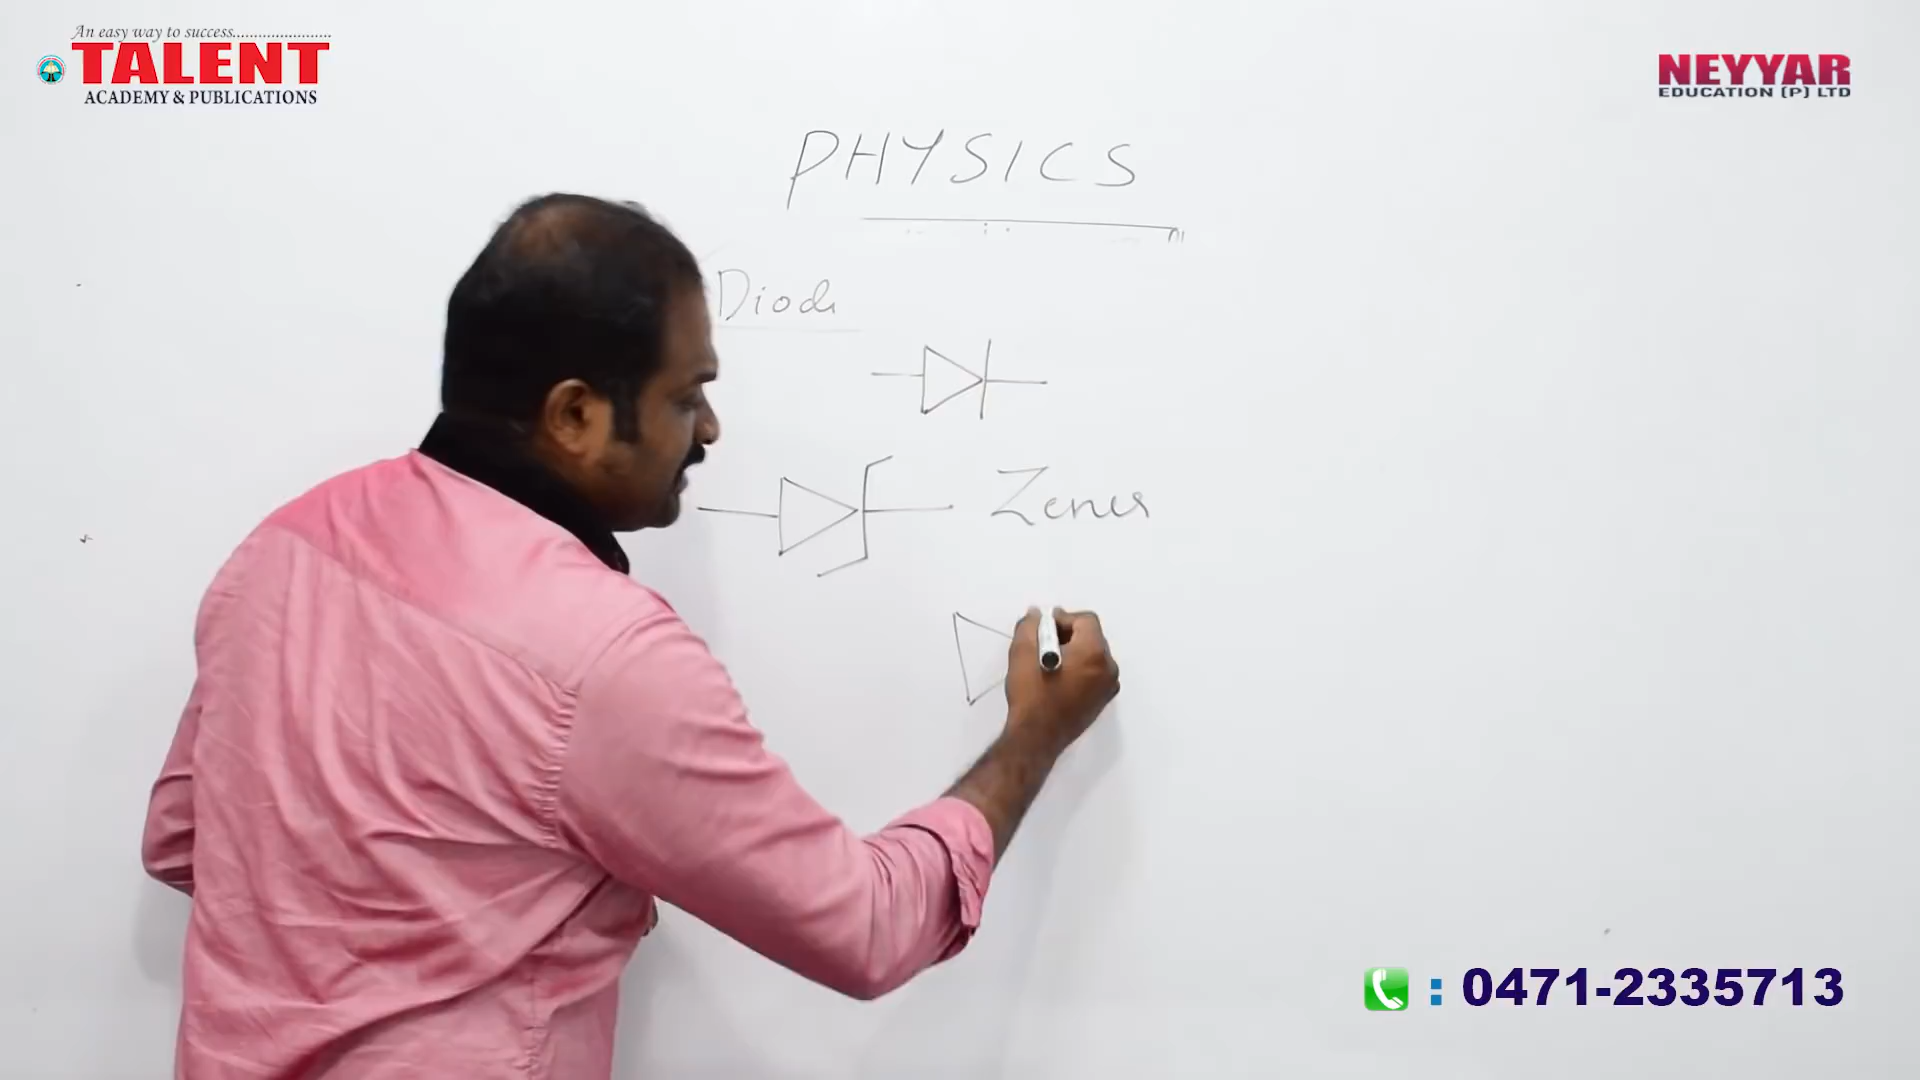 An easy way to success.......................
TALENT
ACADEMY & PUBLICATIONS
NEYYAR
EDUCATION (P) LTD
PHYSICS
Diode
Zener
: 0471-2335713